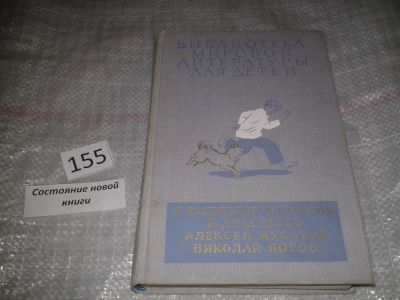 БИБЛИОТЕКА
МИРОВОЙ
ЛИТЕРАТУРЫ
ДЛЯ ДЕТЕЙ
155
Состояние новой
книги
АЛЕКСЕЙ МУСАТОВ
НИКОЛАЙ НОСОВ